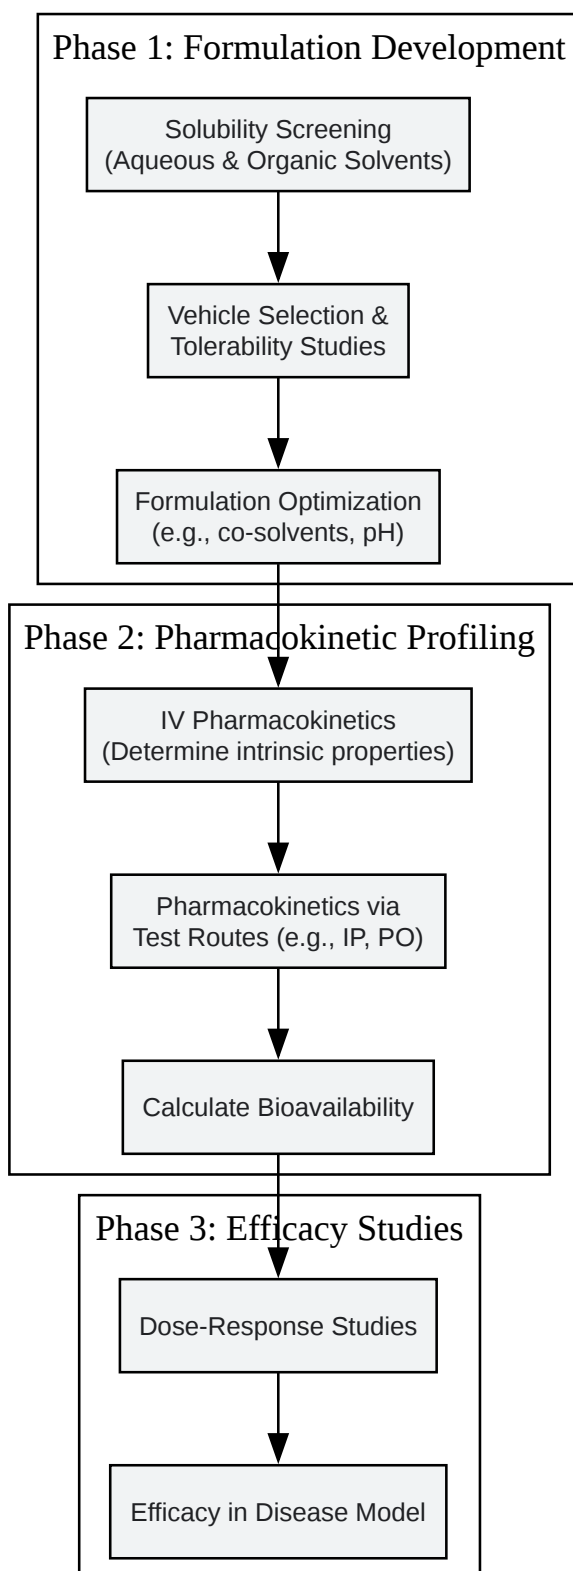 Phase 1: Formulation Development
Solubility Screening
(Aqueous & Organic Solvents)
Vehicle Selection &
Tolerability Studies
Formulation Optimization
(e.g., co-solvents, pH)
Phase 2: Pharmacokinetic Profiling
IV Pharmacokinetics
(Determine intrinsic properties)
Pharmacokinetics via
Test Routes (e.g., IP, PO)
Calculate Bioavailability
Phase 3: Efficacy Studies
Dose-Response Studies
Efficacy in Disease Model